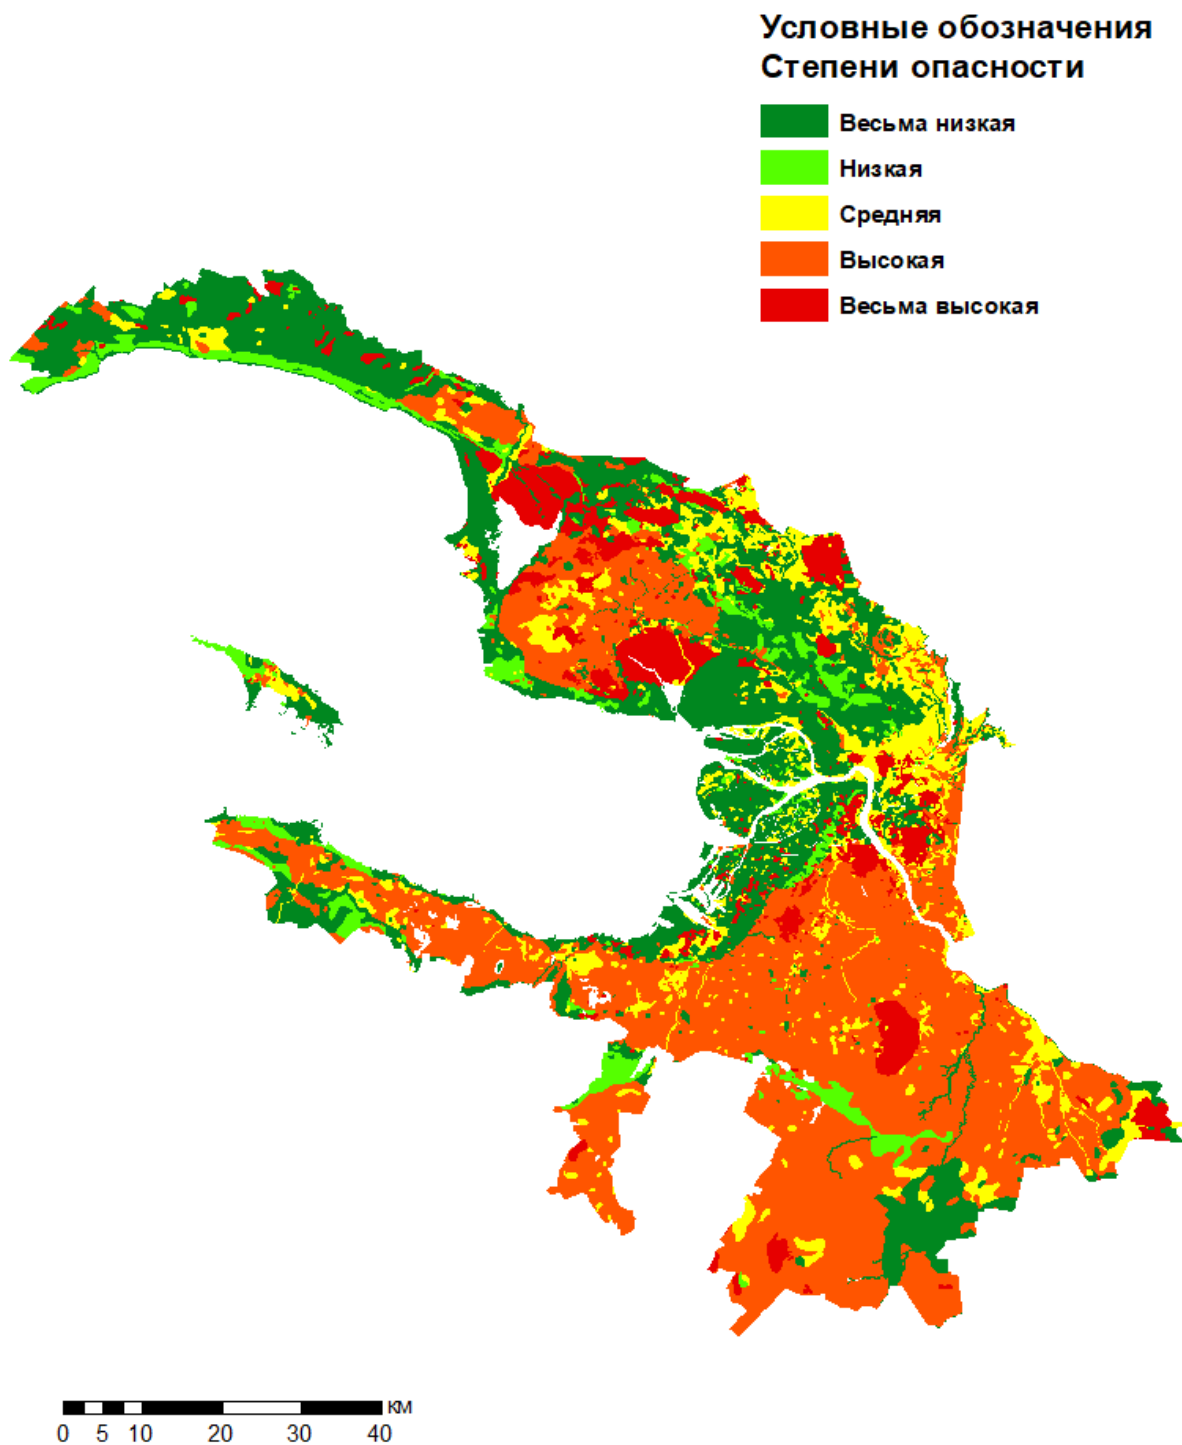 Условные обозначения
Степени опасности
Весьма низкая
Низкая
Средняя
Высокая
Весьма высокая
км
0 5 10 20 30 40